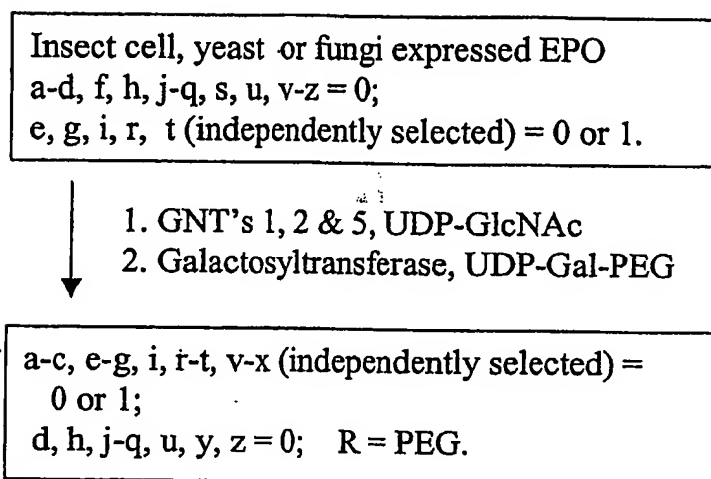 Insect cell, yeast or fungi expressed EPO
a-d, f, h, j-q, s, u, v-z = 0;
e, g, i, r, t (independently selected) = 0 or 1.
1. GNT's 1, 2 & 5, UDP-GlcNAc
2. Galactosyltransferase, UDP-Gal-PEG
a-c, e-g, i, r-t, v-x (independently selected) =
0 or 1;
d, h, j-q, u, y, z = 0; R = PEG.